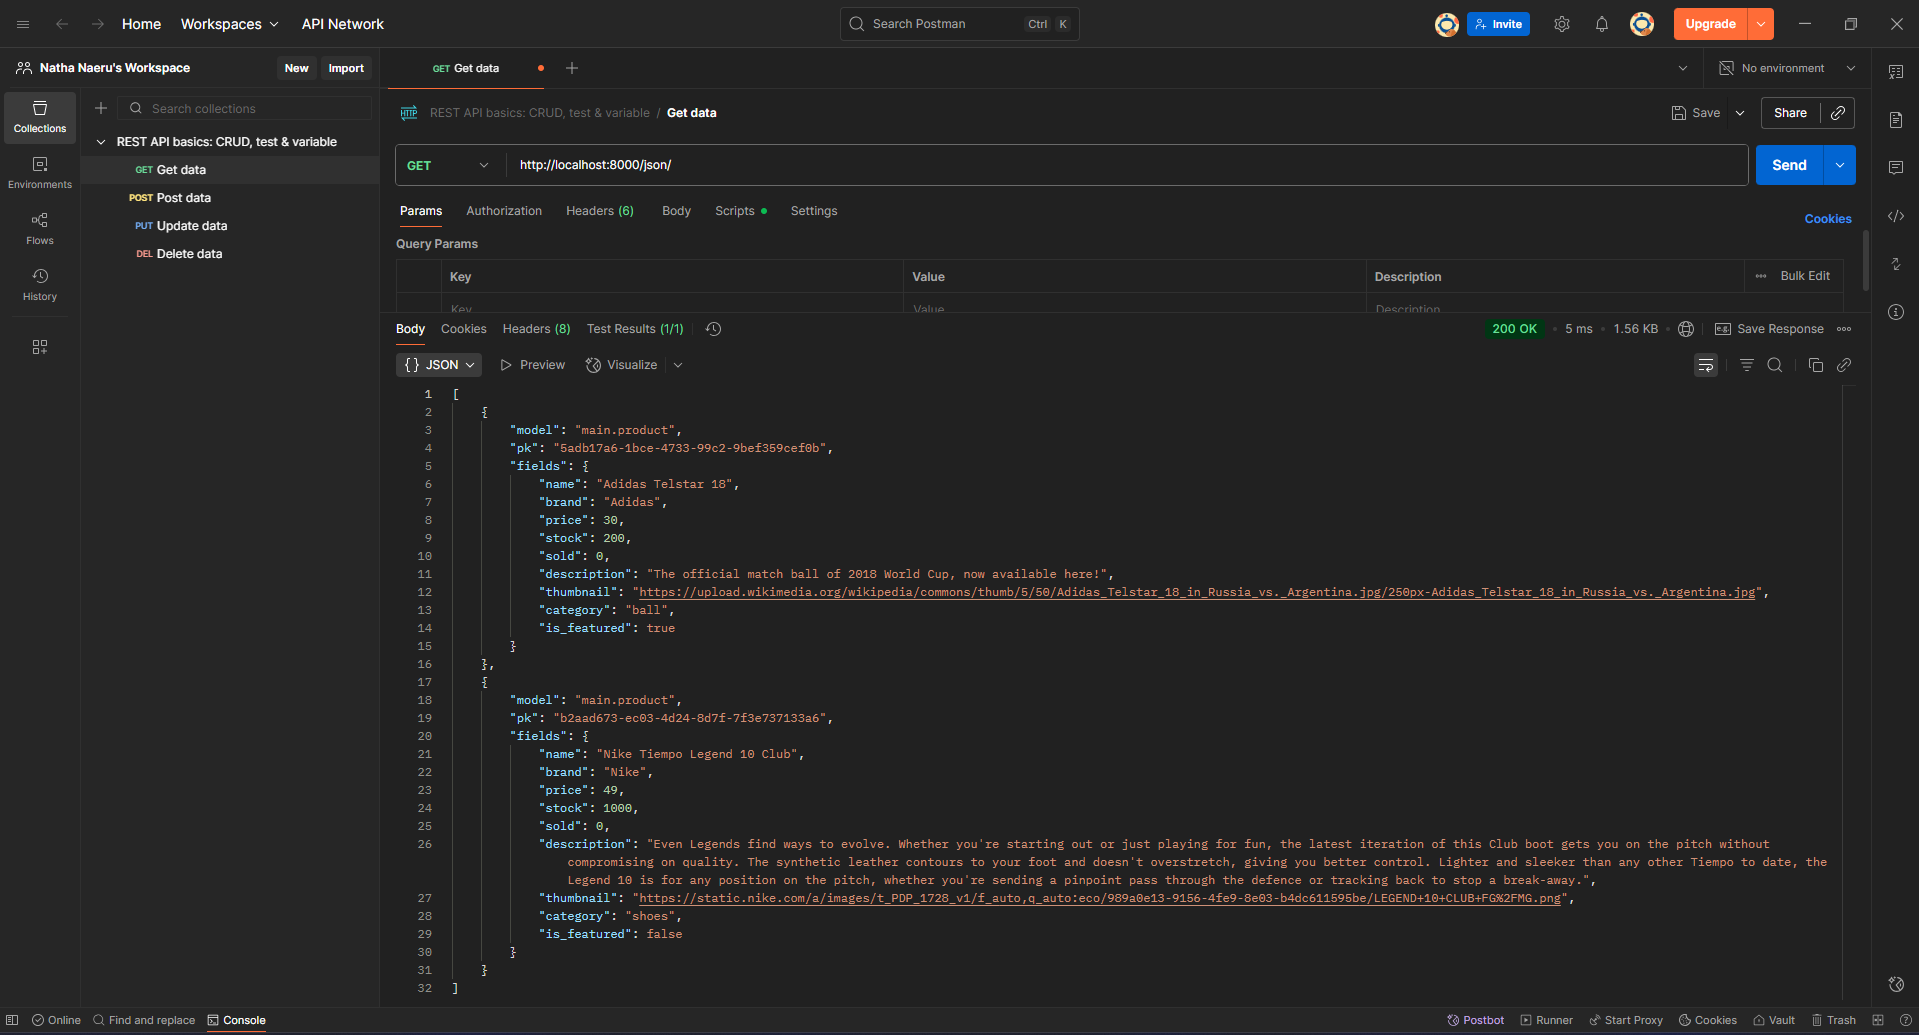 Home
Workspaces
API Network
Search Postman
Ctrl K
Invite
Upgrade
Natha Naeru's Workspace
New
Import
GET Get data
No environment
Collections
Search collections
REST API basics: CRUD, test & variable
GET Get data
POST Post data
PUT Update data
DEL Delete data
Environments
Flows
History
HTTP
REST API basics: CRUD, test & variable / Get data
Save
Share
GET
http://localhost:8000/json/
Send
Params
Authorization
Headers (6)
Body
Scripts
Settings
Cookies
Query Params
Key
Value
Description
Bulk Edit
Key
Value
Description
Body
Cookies
Headers (8)
Test Results (1/1)
200 OK
5 ms
1.56 KB
e.g.
Save Response
{} JSON
Preview
Visualize
1 [
2 {
3 "model": "main.product",
4 "pk": "5adb17a6-1bce-4733-99c2-9bef359cef0b",
5 "fields": {
6 "name": "Adidas Telstar 18",
7 "brand": "Adidas",
8 "price": 30,
9 "stock": 200,
10 "sold": 0,
11 "description": "The official match ball of 2018 World Cup, now available here!",
12 "thumbnail": "https://upload.wikimedia.org/wikipedia/commons/thumb/5/50/Adidas_Telstar_18_in_Russia_vs._Argentina.jpg/250px-Adidas_Telstar_18_in_Russia_vs._Argentina.jpg",
13 "category": "ball",
14 "is_featured": true
15 }
16 },
17 {
18 "model": "main.product",
19 "pk": "b2aad673-ec03-4d24-8d7f-7f3e737133a6",
20 "fields": {
21 "name": "Nike Tiempo Legend 10 Club",
22 "brand": "Nike",
23 "price": 49,
24 "stock": 1000,
25 "sold": 0,
26 "description": "Even Legends find ways to evolve. Whether you're starting out or just playing for fun, the latest iteration of this Club boot gets you on the pitch without
compromising on quality. The synthetic leather contours to your foot and doesn't overstretch, giving you better control. Lighter and sleeker than any other Tiempo to date, the
Legend 10 is for any position on the pitch, whether you're sending a pinpoint pass through the defence or tracking back to stop a break-away.",
27 "thumbnail": "https://static.nike.com/a/images/t_PDP_1728_v1/f_auto,q_auto:eco/989a0e13-9156-4fe9-8e03-b4dc611595be/LEGEND+10+CLUB+FG%2FMG.png",
28 "category": "shoes",
29 "is_featured": false
30 }
31 }
32 ]
Online
Find and replace
Console
Postbot
Runner
Start Proxy
Cookies
Vault
Trash